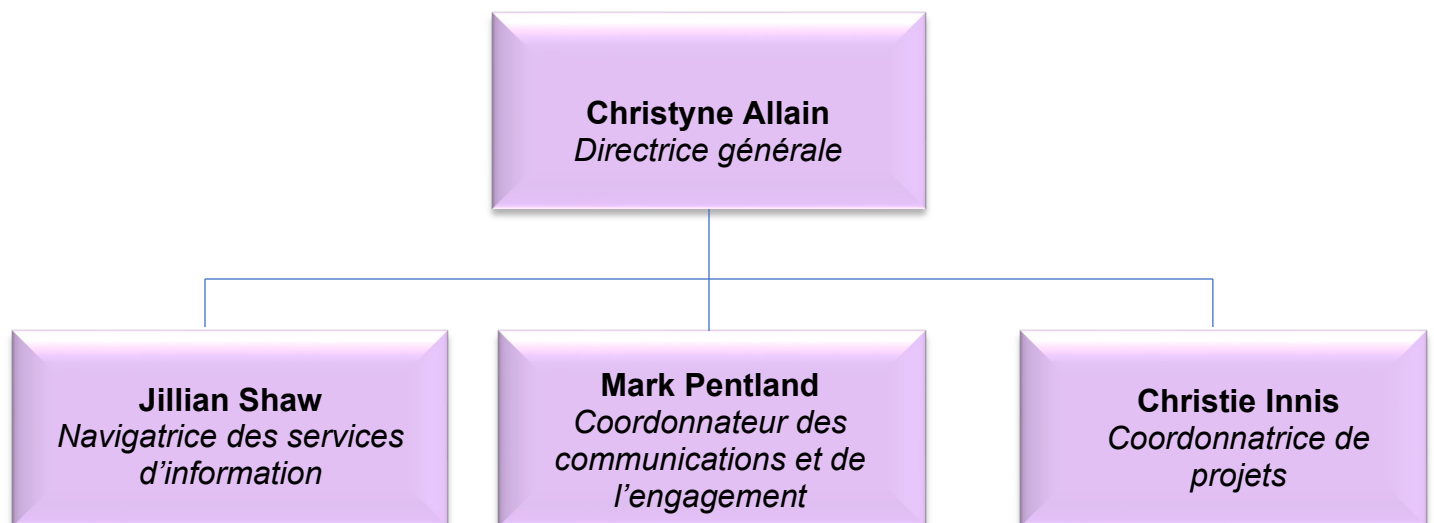 Christyne Allain
Directrice générale
Jillian Shaw
Navigatrice des services
d’information
Mark Pentland
Coordonnateur des
communications et de
l’engagement
Christie Innis
Coordonnatrice de
projets